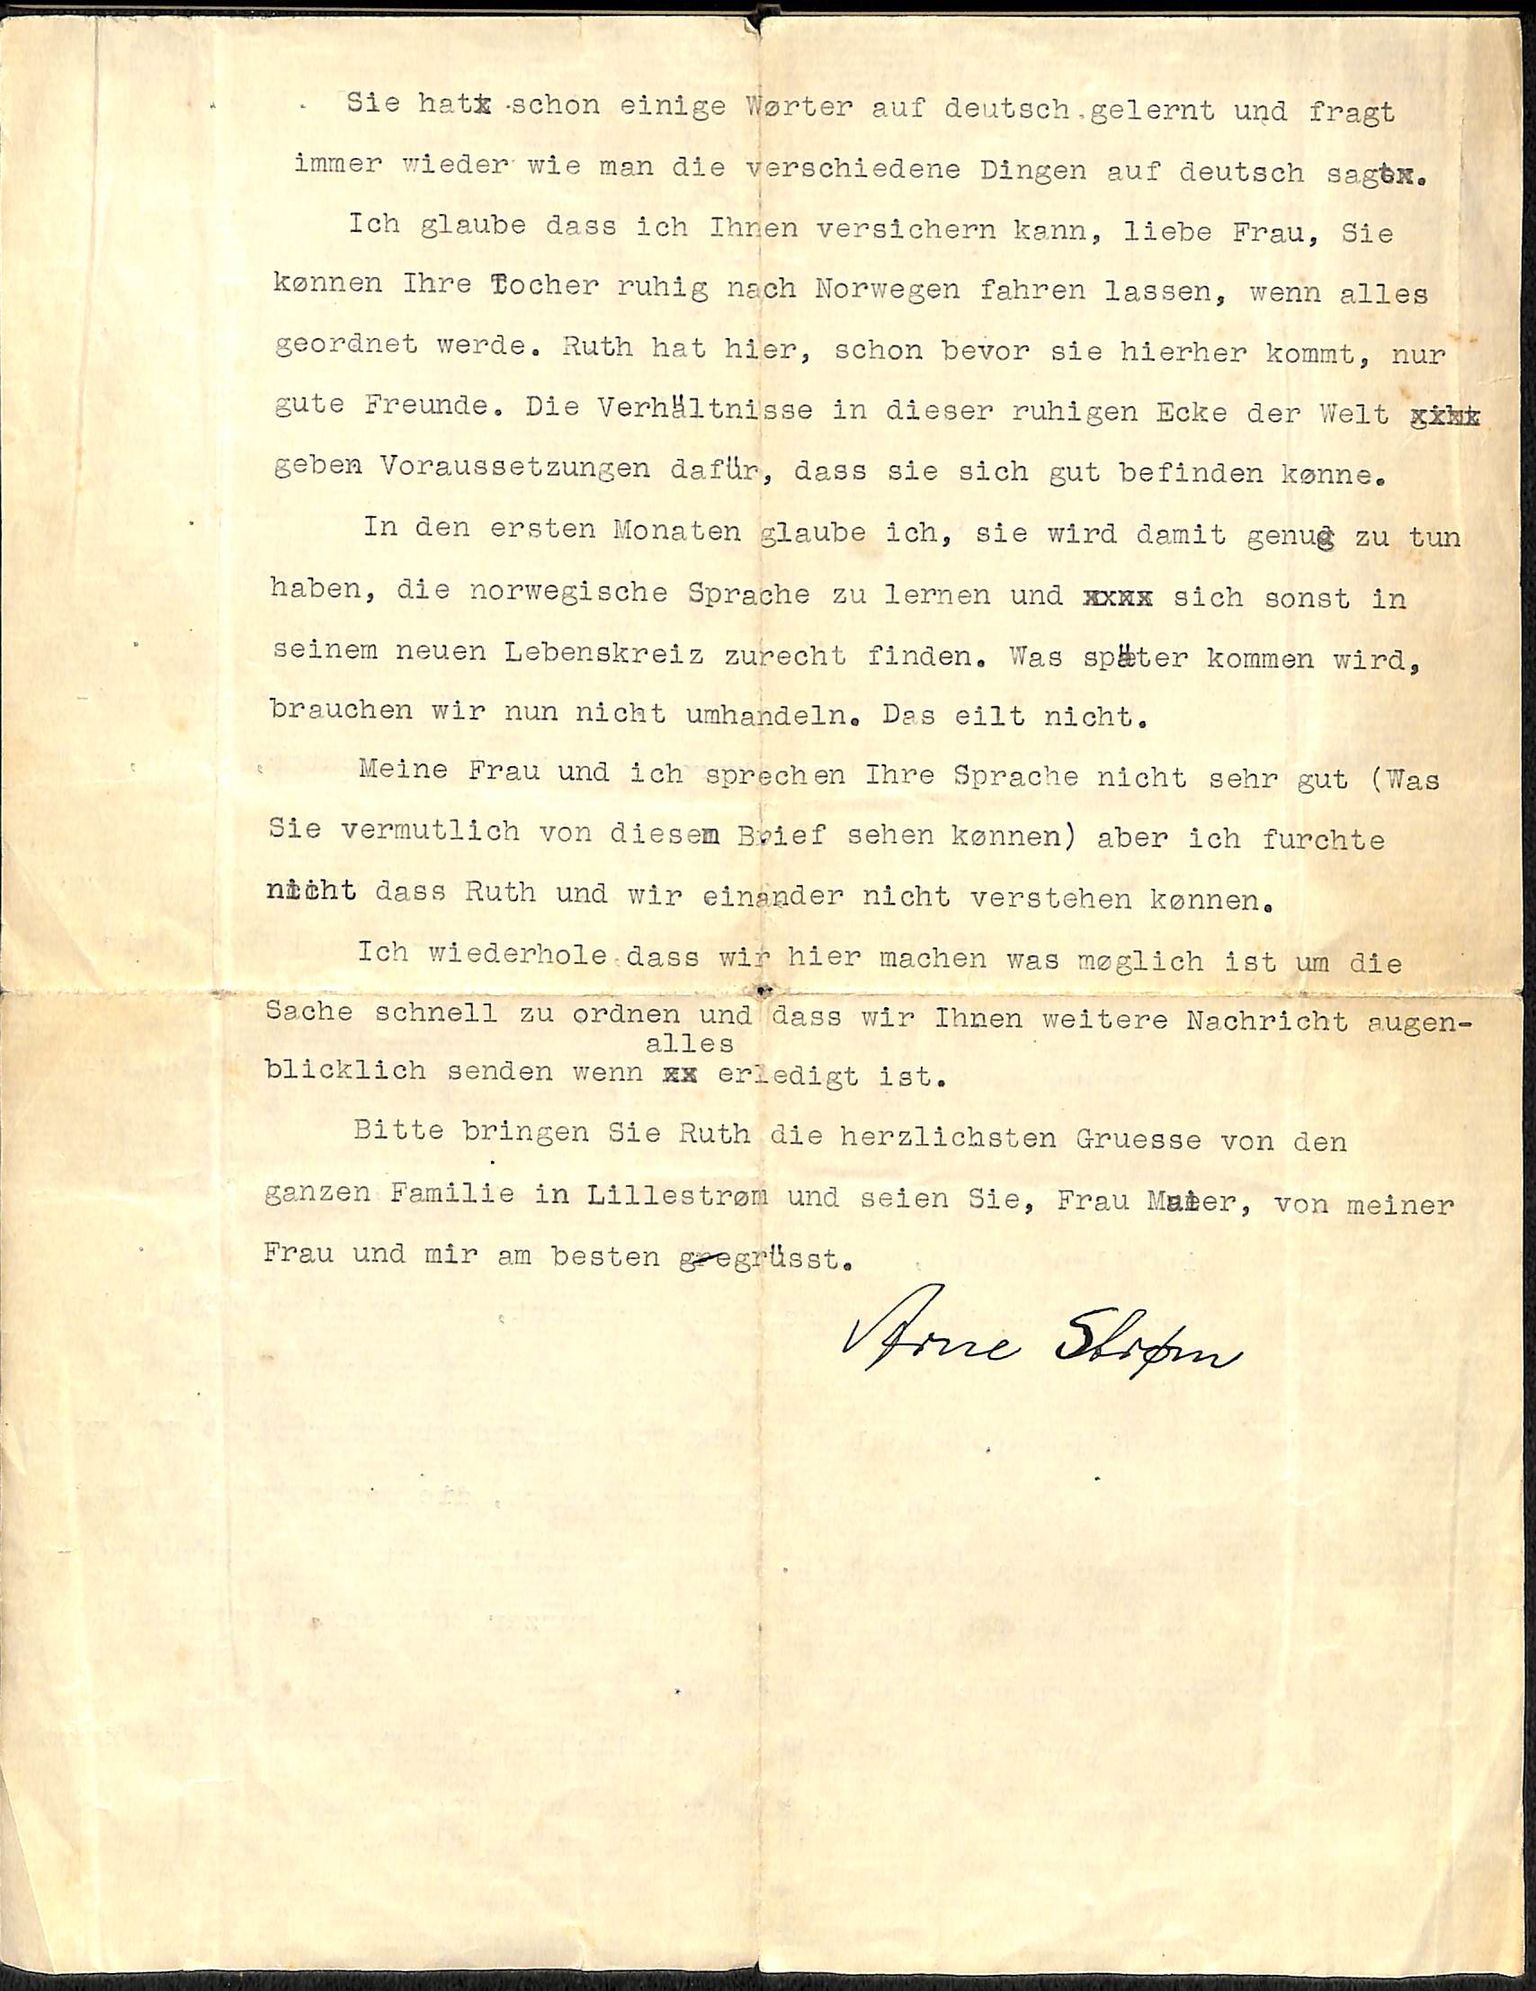 Sie hat schon einige Wørter auf deutsch gelernt und fragt
immer wieder wie man die verschiedene Dingen auf deutsch sagt.
Ich glaube dass ich Ihnen versichern kann, liebe Frau, Sie
kønnen Ihre Tocher ruhig nach Norwegen fahren lassen, wenn alles
geordnet werde. Ruth hat hier, schon bevor sie hierher kommt, nur
gute Freunde. Die Verhältnisse in dieser ruhigen Ecke der Welt
geben Voraussetzungen dafür, dass sie sich gut befinden kønne.
In den ersten Monaten glaube ich, sie wird damit genug zu tun
haben, die norwegische Sprache zu lernen und xxxx sich sonst in
seinem neuen Lebenskreiz zurecht finden. Was später kommen wird,
brauchen wir nun nicht umhandeln. Das eilt nicht.
Meine Frau und ich sprechen Ihre Sprache nicht sehr gut (Was
Sie vermutlich von diesem Brief sehen kønnen) aber ich furchte
nicht dass Ruth und wir einander nicht verstehen kønnen.
Ich wiederhole dass wir hier machen was møglich ist um die
Sache schnell zu ordnen und dass wir Ihnen weitere Nachricht augen-
alles
blicklich senden wenn xx erledigt ist.
Bitte bringen Sie Ruth die herzlichsten Gruesse von den
ganzen Familie in Lillestrøm und seien Sie, Frau Maier, von meiner
Frau und mir am besten gegrüsst.
Arne Strøm